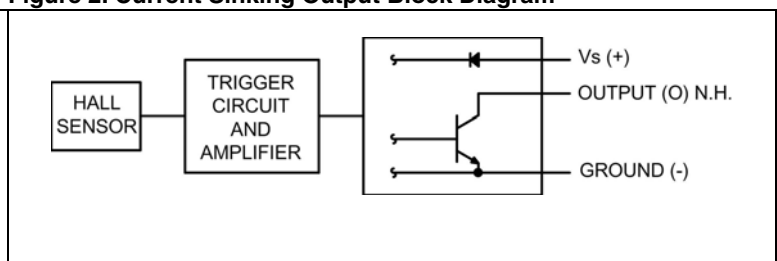 Figure 2. Current Sinking Output Block Diagram
HALL
SENSOR
TRIGGER
CIRCUIT
AND
AMPLIFIER
Vs (+)
OUTPUT (O) N.H.
GROUND (-)